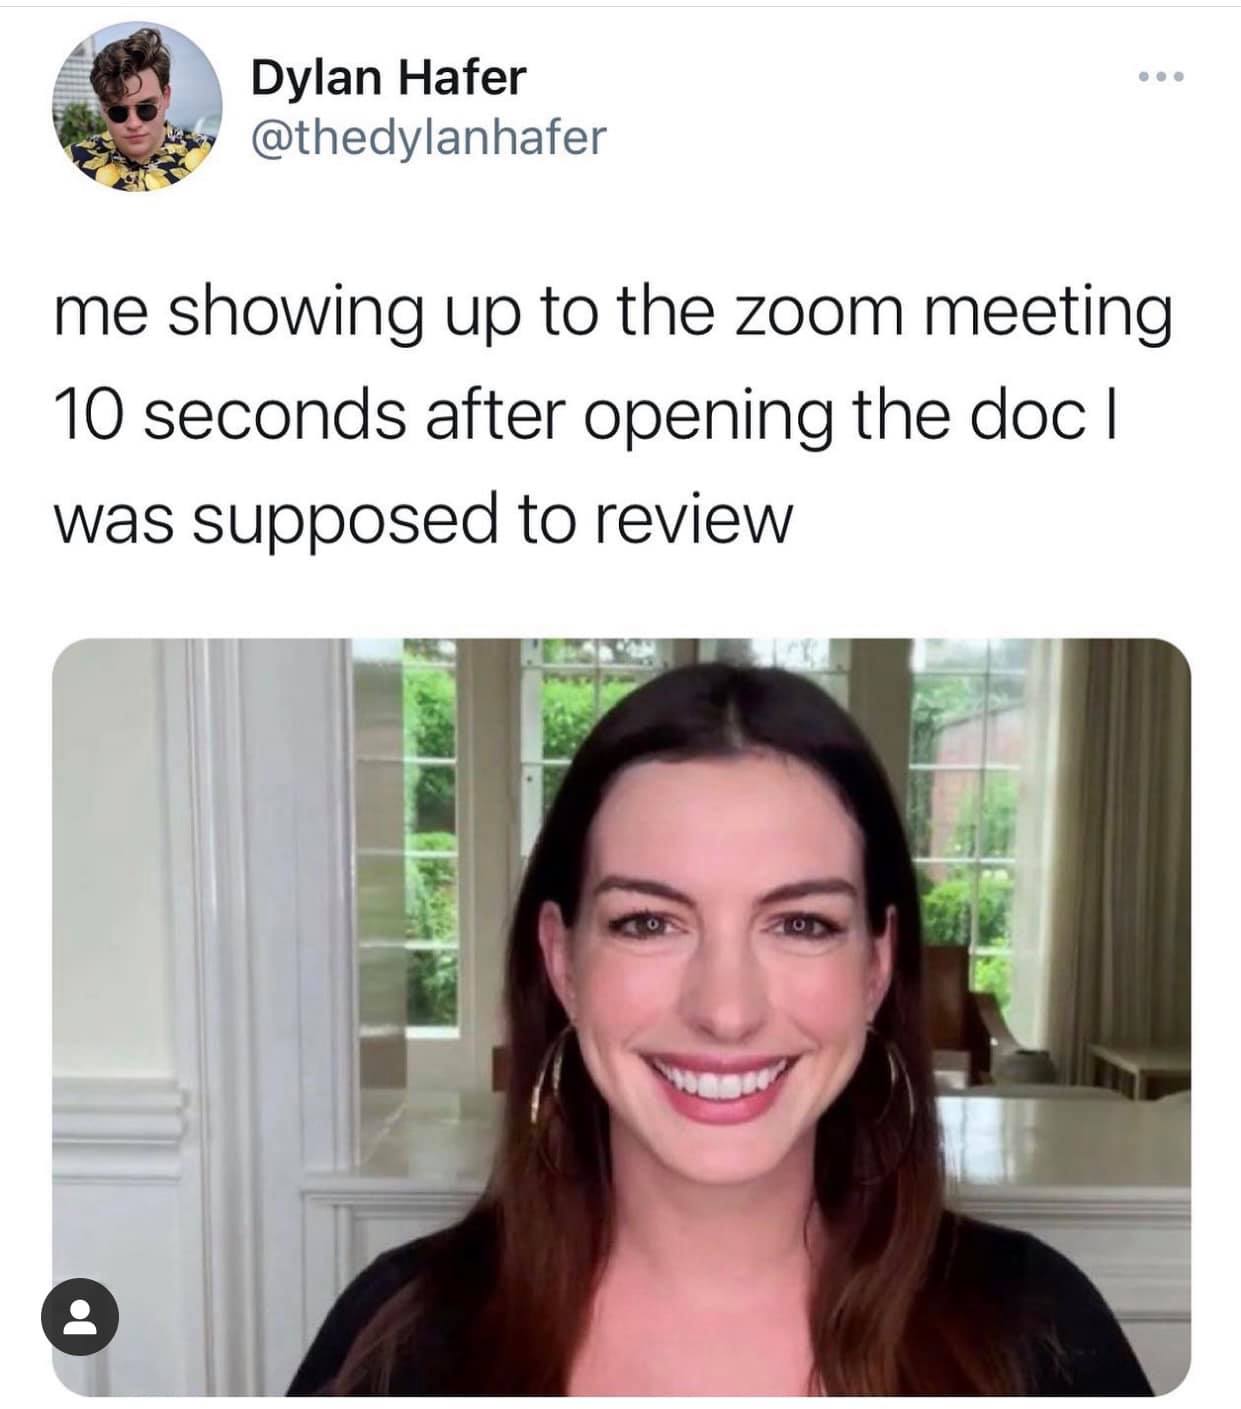 Dylan Hafer
@thedylanhafer
me showing up to the zoom meeting
10 seconds after opening the doc I
was supposed to review